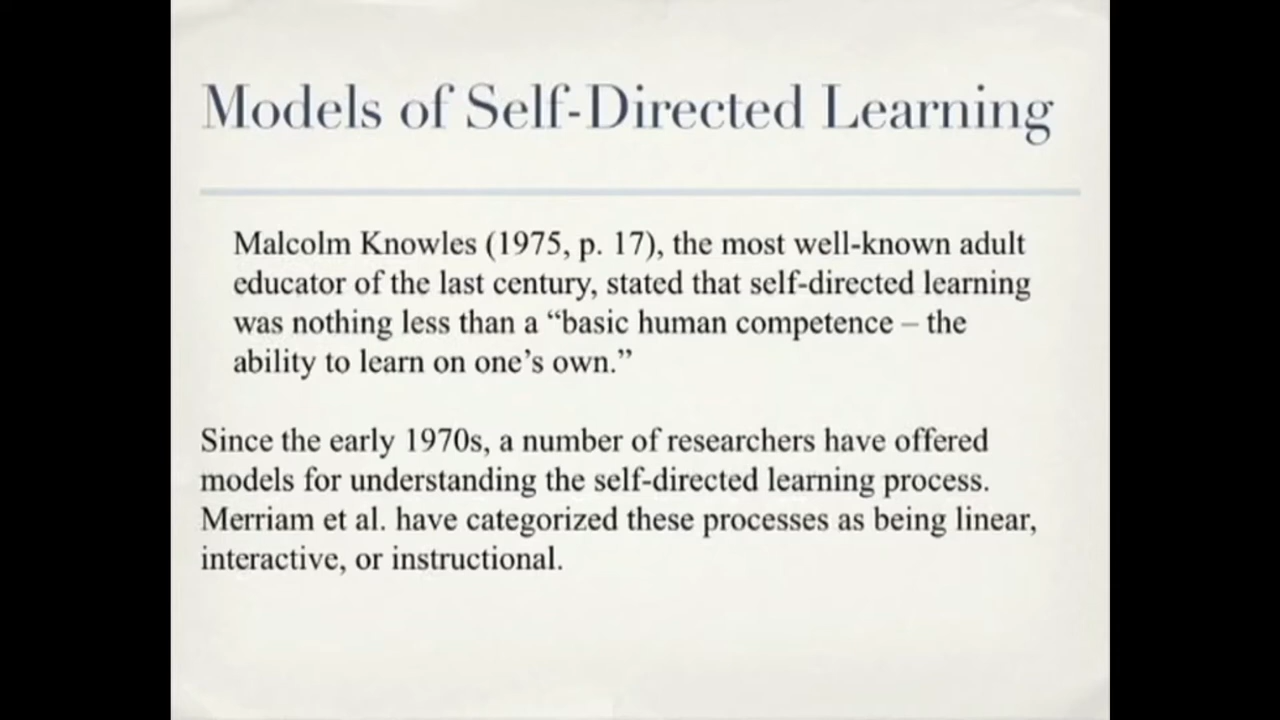 Models of Self-Directed Learning
Malcolm Knowles (1975, p. 17), the most well-known adult
educator of the last century, stated that self-directed learning
was nothing less than a “basic human competence – the
ability to learn on one’s own.”
Since the early 1970s, a number of researchers have offered
models for understanding the self-directed learning process.
Merriam et al. have categorized these processes as being linear,
interactive, or instructional.